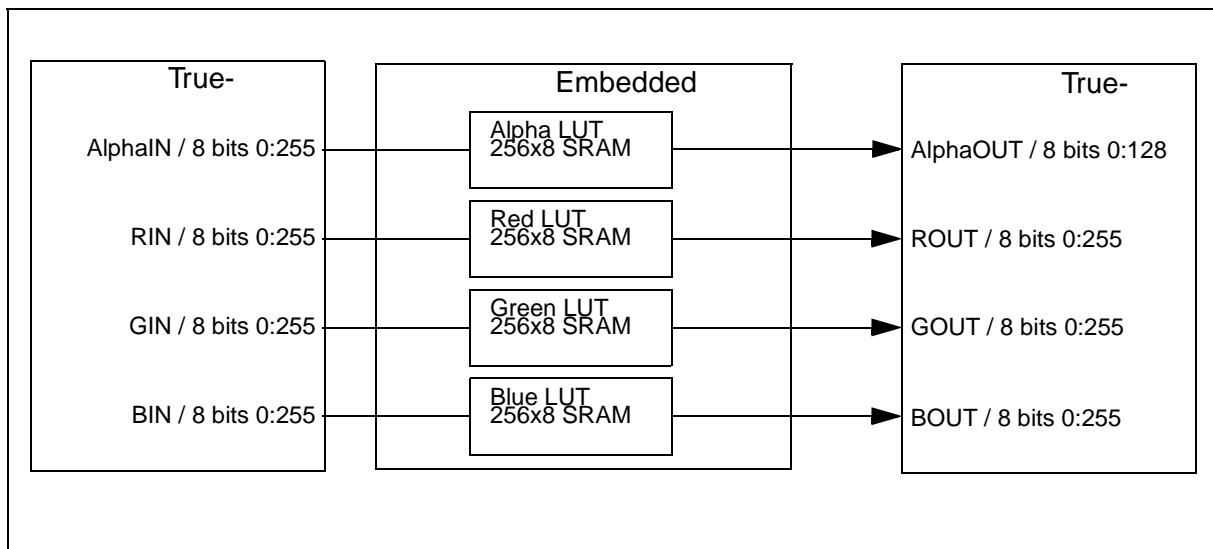 True-
AlphaIN / 8 bits 0:255
RIN / 8 bits 0:255
GIN / 8 bits 0:255
BIN / 8 bits 0:255
Embedded
Alpha LUT
256x8 SRAM
Red LUT
256x8 SRAM
Green LUT
256x8 SRAM
Blue LUT
256x8 SRAM
True-
AlphaOUT / 8 bits 0:128
ROUT / 8 bits 0:255
GOUT / 8 bits 0:255
BOUT / 8 bits 0:255